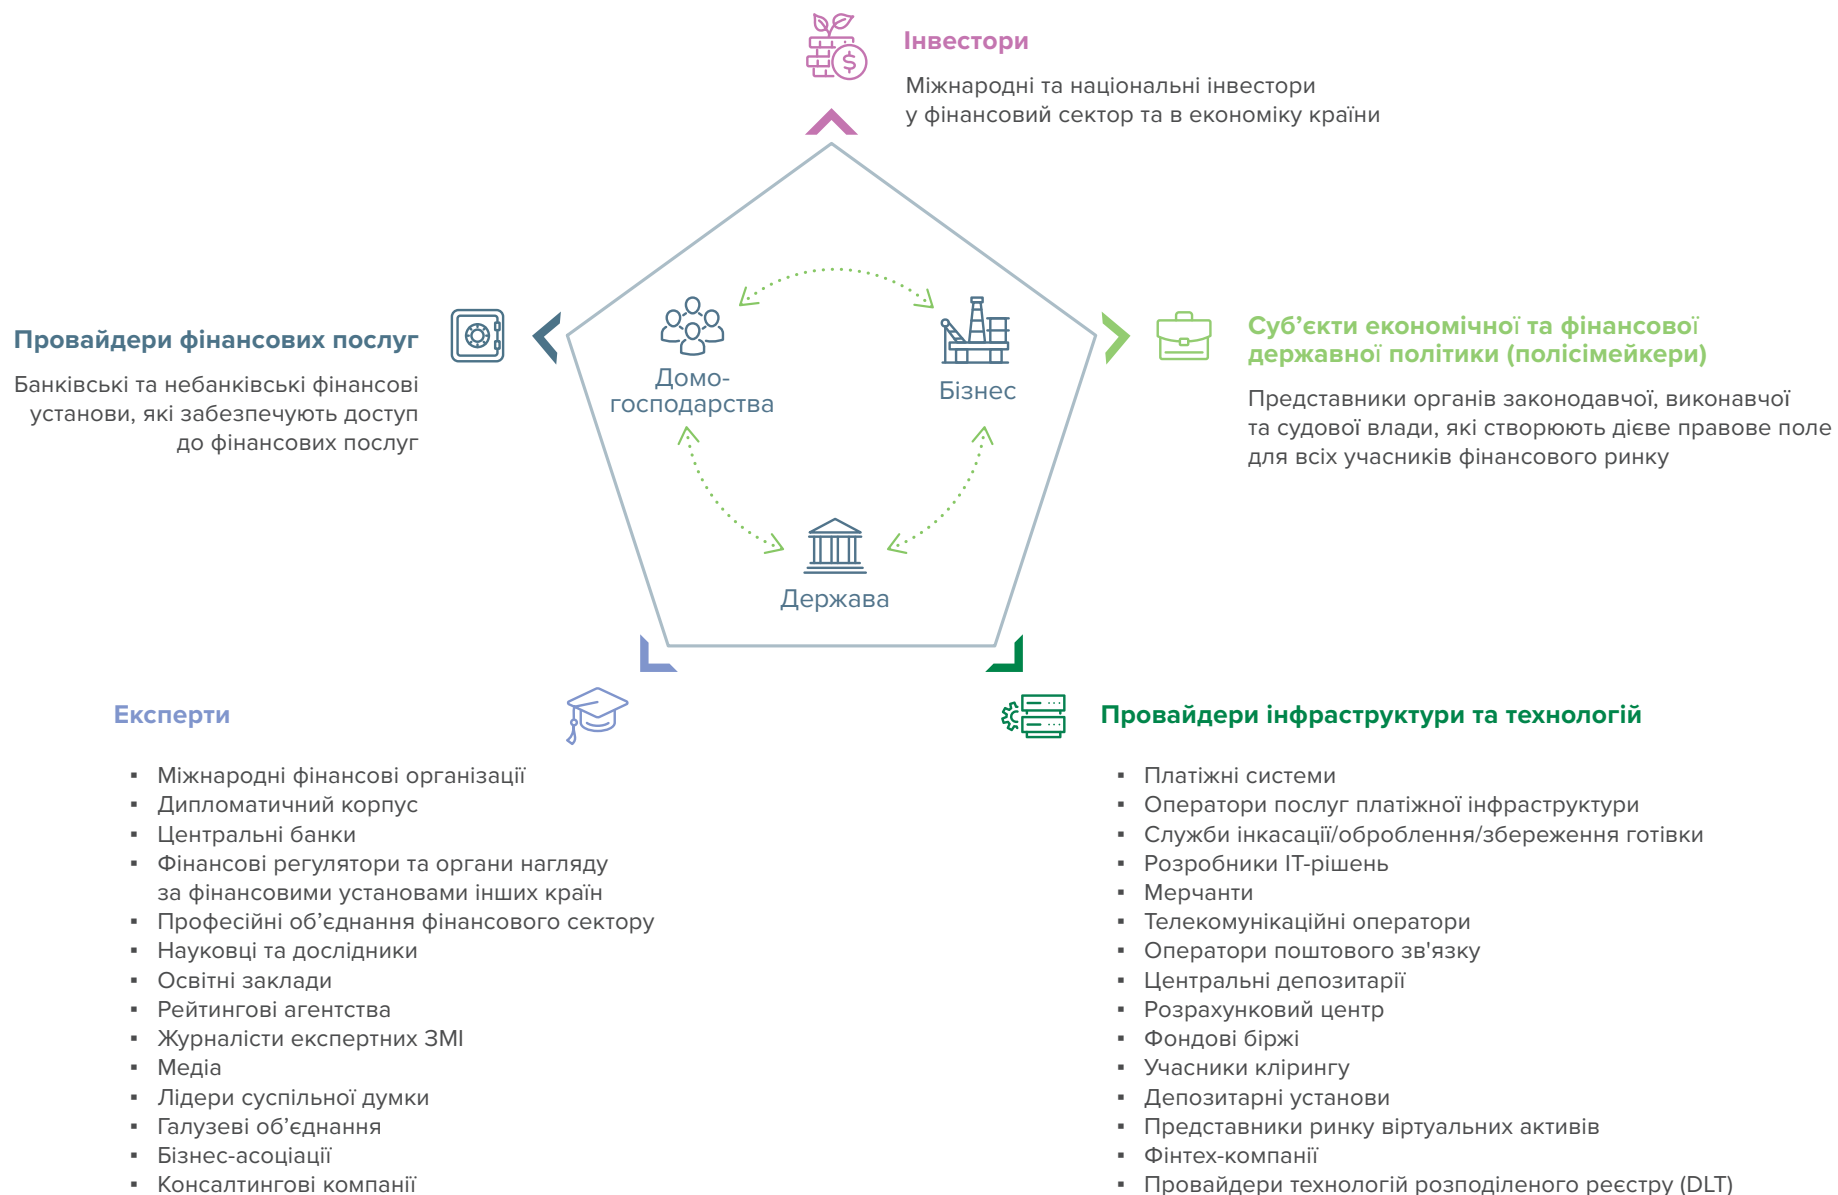 Інвестори
Міжнародні та національні інвестори
у фінансовий сектор та в економіку країни
Провайдери фінансових послуг
Банківські та небанківські фінансові
установи, які забезпечують доступ
до фінансових послуг
Домо-
господарства
Бізнес
Держава
Суб’єкти економічної та фінансової
державної політики (полісімейкери)
Представники органів законодавчої, виконавчої
та судової влади, які створюють дієве правове поле
для всіх учасників фінансового ринку
Експерти
▪ Міжнародні фінансові організації
▪ Дипломатичний корпус
▪ Центральні банки
▪ Фінансові регулятори та органи нагляду
за фінансовими установами інших країн
▪ Професійні об’єднання фінансового сектору
▪ Науковці та дослідники
▪ Освітні заклади
▪ Рейтингові агентства
▪ Журналісти експертних ЗМІ
▪ Медіа
▪ Лідери суспільної думки
▪ Галузеві об’єднання
▪ Бізнес-асоціації
▪ Консалтингові компанії
Провайдери інфраструктури та технологій
▪ Платіжні системи
▪ Оператори послуг платіжної інфраструктури
▪ Служби інкасації/оброблення/збереження готівки
▪ Розробники ІТ-рішень
▪ Мерчанти
▪ Телекомунікаційні оператори
▪ Оператори поштового зв'язку
▪ Центральні депозитарії
▪ Розрахунковий центр
▪ Фондові біржі
▪ Учасники клірингу
▪ Депозитарні установи
▪ Представники ринку віртуальних активів
▪ Фінтех-компанії
▪ Провайдери технологій розподіленого реєстру (DLT)